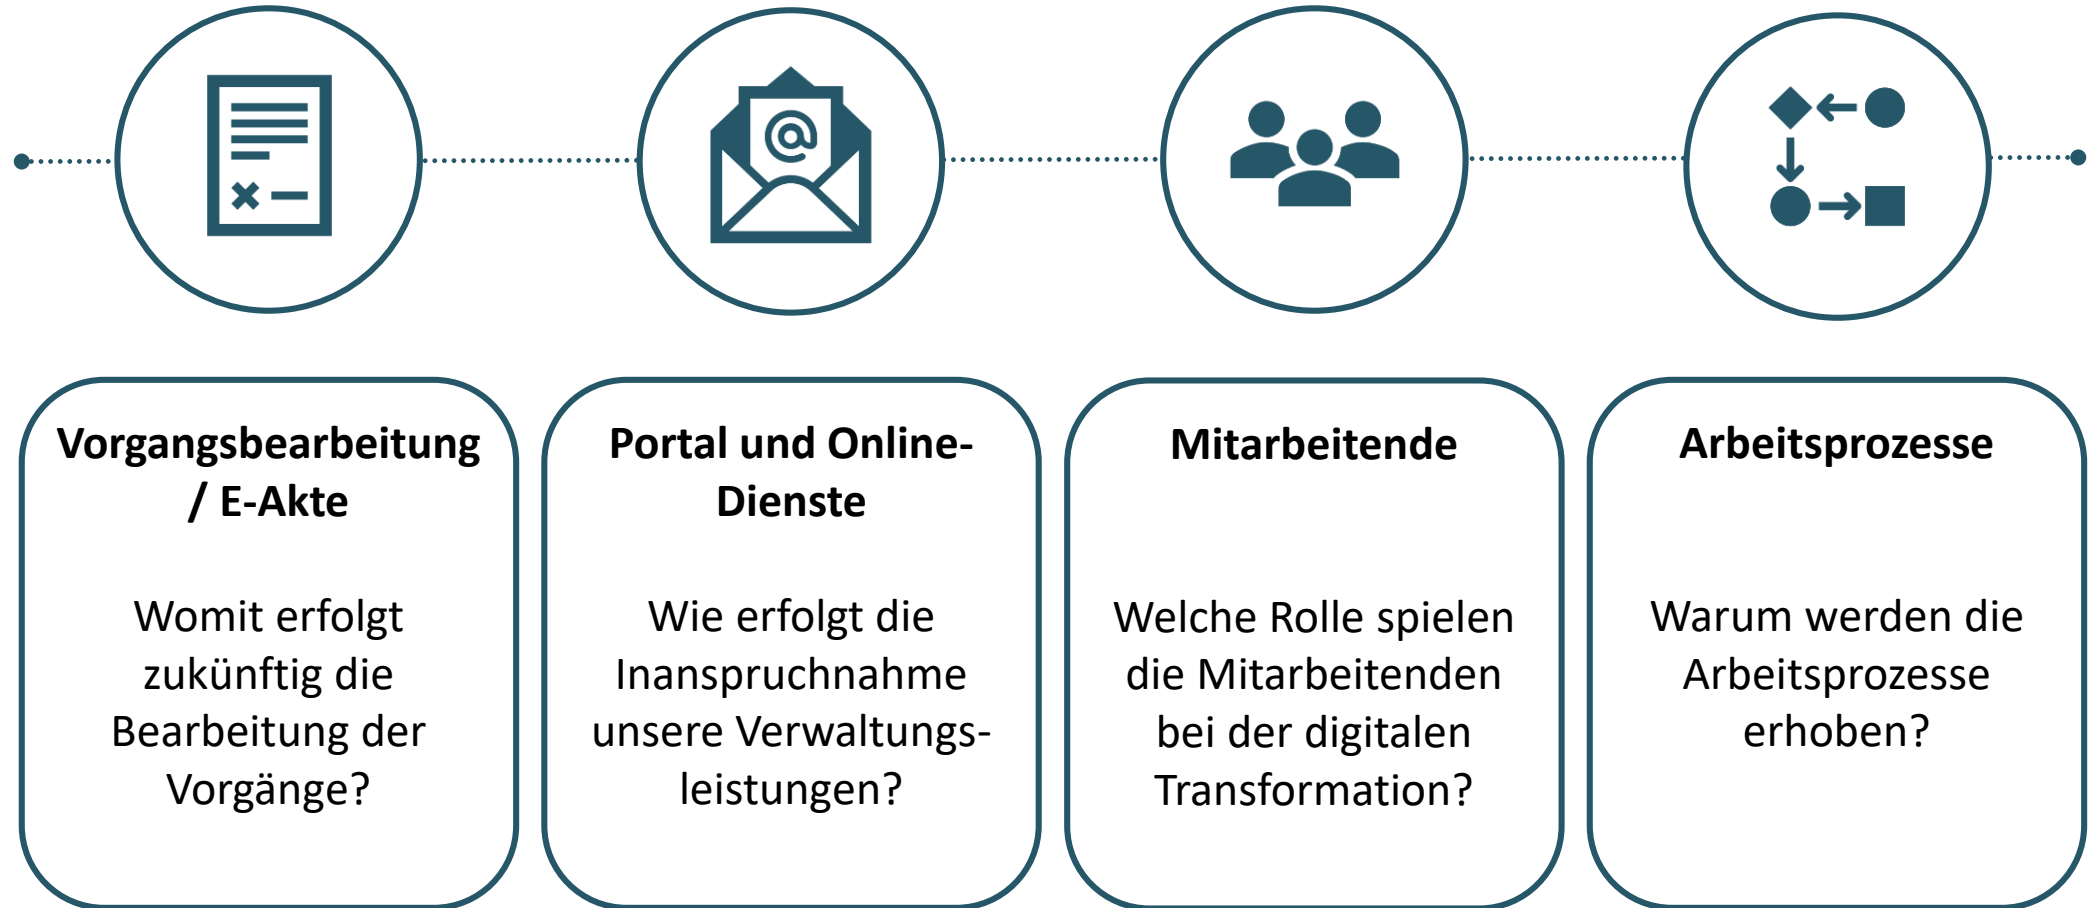 Vorgangsbearbeitung
/ E-Akte
Womit erfolgt
zukünftig die
Bearbeitung der
Vorgänge?
Portal und Online-
Dienste
Wie erfolgt die
Inanspruchnahme
unsere Verwaltungs-
leistungen?
Mitarbeitende
Welche Rolle spielen
die Mitarbeitenden
bei der digitalen
Transformation?
Arbeitsprozesse
Warum werden die
Arbeitsprozesse
erhoben?